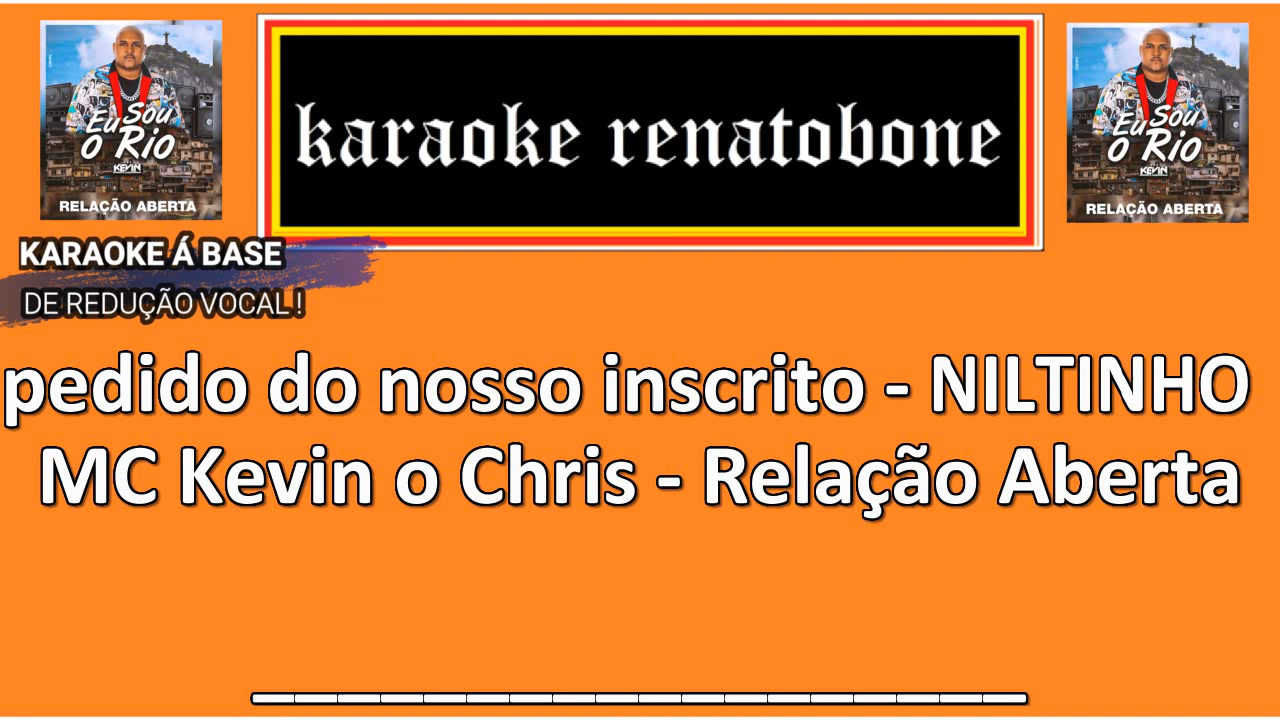 Eu Sou
o Rio
KEVIN
RELAÇÃO ABERTA
karaoke renatobone
Eu Sou
o Rio
KEVIN
RELAÇÃO ABERTA
KARAOKE Á BASE
DE REDUÇÃO VOCAL !
pedido do nosso inscrito - NILTINHO
MC Kevin o Chris - Relação Aberta